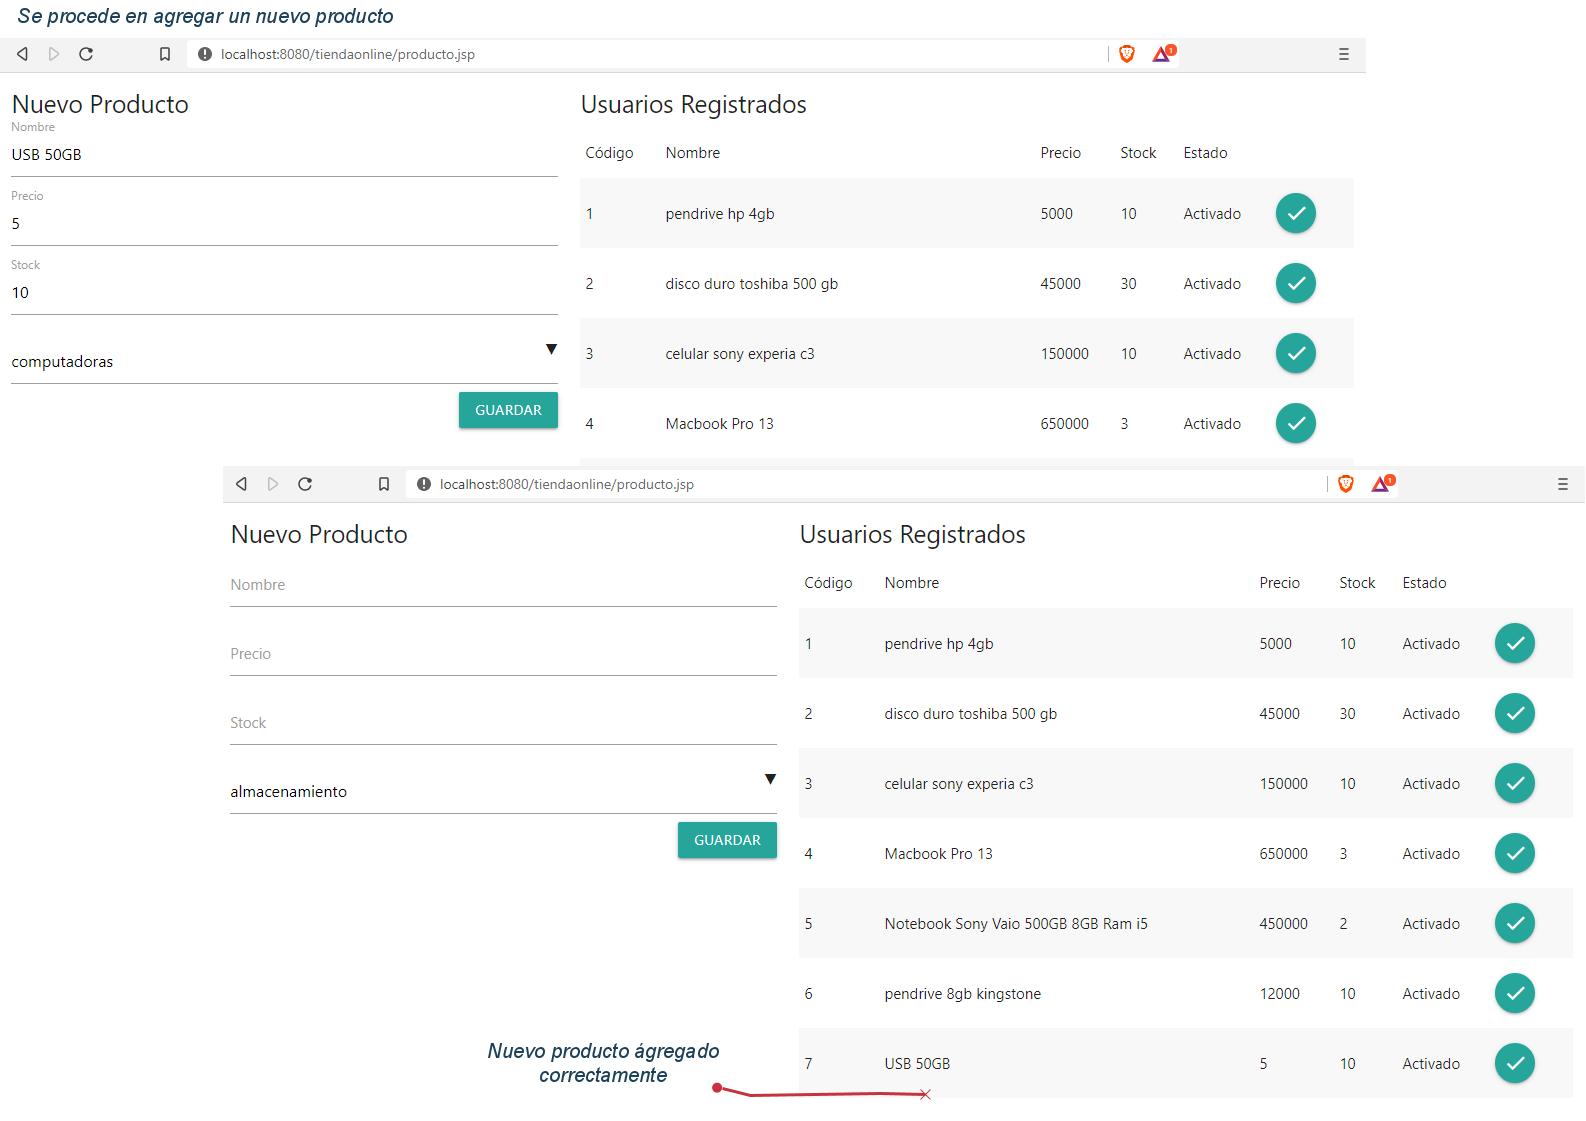 Se procede en agregar un nuevo producto
localhost:8080/tiendaonline/producto.jsp
1
Nuevo Producto
Nombre
USB 50GB
Precio
5
Stock
10
computadoras
GUARDAR
Usuarios Registrados
Código Nombre Precio Stock Estado
1 pendrive hp 4gb 5000 10 Activado
2 disco duro toshiba 500 gb 45000 30 Activado
3 celular sony experia c3 150000 10 Activado
4 Macbook Pro 13 650000 3 Activado
localhost:8080/tiendaonline/producto.jsp
1
Nuevo Producto
Nombre
Precio
Stock
almacenamiento
GUARDAR
Usuarios Registrados
Código Nombre Precio Stock Estado
1 pendrive hp 4gb 5000 10 Activado
2 disco duro toshiba 500 gb 45000 30 Activado
3 celular sony experia c3 150000 10 Activado
4 Macbook Pro 13 650000 3 Activado
5 Notebook Sony Vaio 500GB 8GB Ram i5 450000 2 Activado
6 pendrive 8gb kingstone 12000 10 Activado
7 USB 50GB 5 10 Activado
Nuevo producto ágregado
correctamente